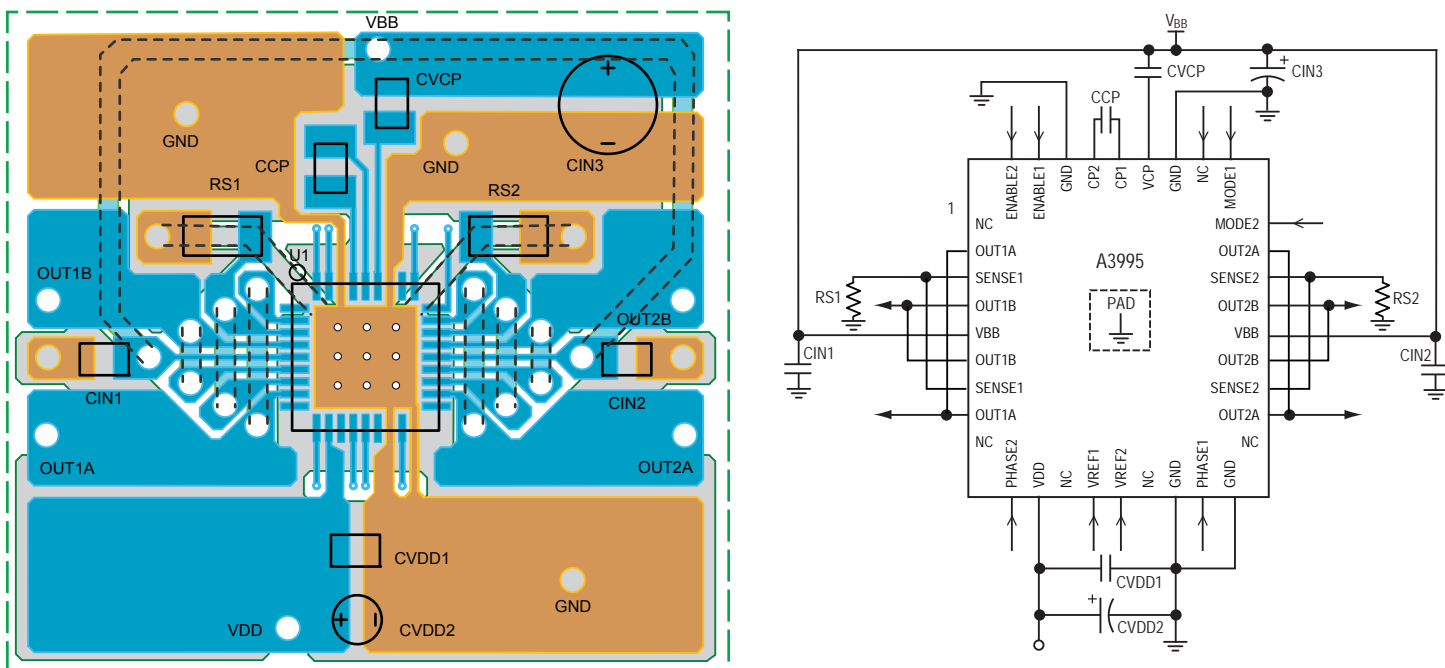 VBB
CVCP
GND
CCP
GND
CIN3
RS1
RS2
U1
OUT1B
OUT2B
CIN1
CIN2
OUT1A
OUT2A
CVDD1
GND
VDD
CVDD2
VBB
CVCP
CIN3
CCP
ENABLE2
ENABLE1
GND
CP2
CP1
VCP
GND
NC
MODE1
1
NC
MODE2
OUT1A
A3995
OUT2A
SENSE1
SENSE2
RS1
OUT1B
PAD
OUT2B
RS2
VBB
VBB
CIN1
OUT1B
OUT2B
CIN2
SENSE1
SENSE2
OUT1A
OUT2A
NC
NC
PHASE2
VDD
NC
VREF1
VREF2
NC
GND
PHASE1
GND
CVDD1
CVDD2